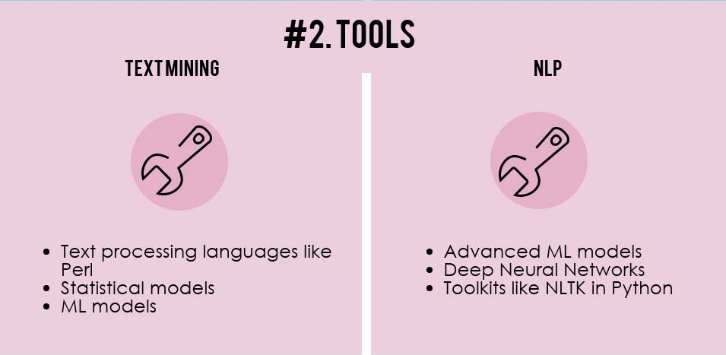 #2. TOOLS
TEXT MINING
NLP
• Text processing languages like
Perl
• Statistical models
• ML models
• Advanced ML models
• Deep Neural Networks
• Toolkits like NLTK in Python